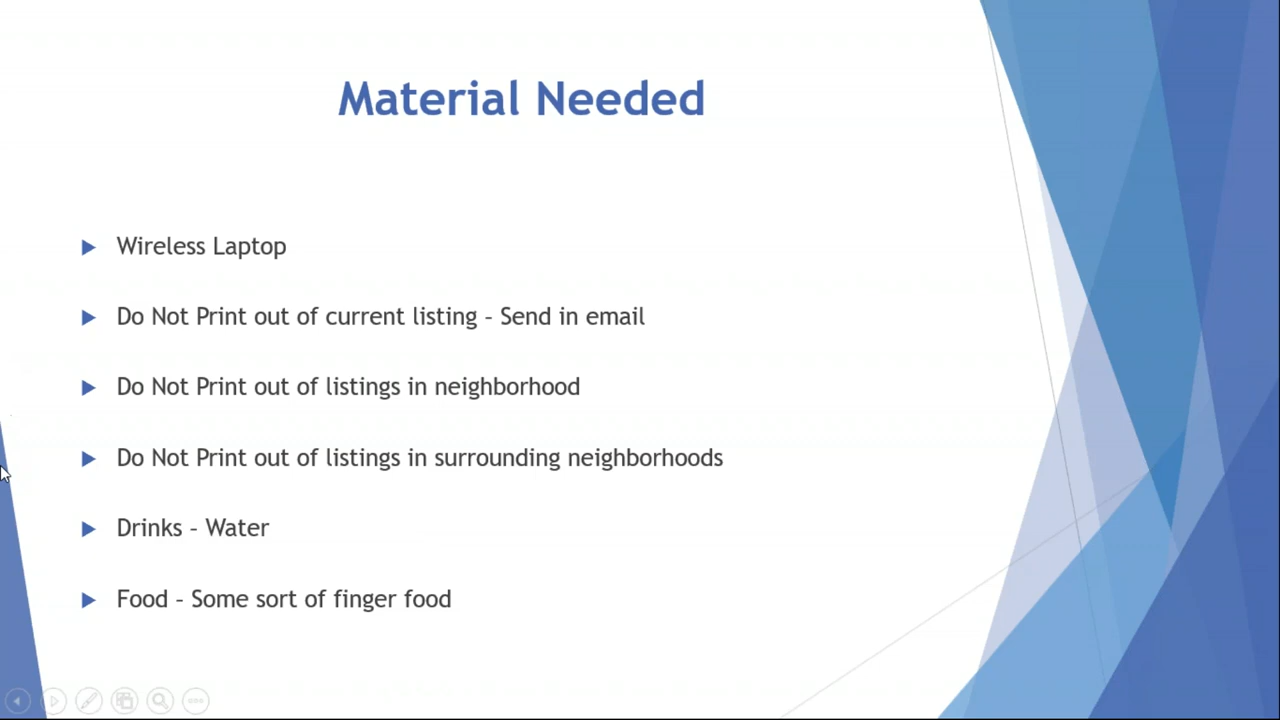 Material Needed
Wireless Laptop
Do Not Print out of current listing – Send in email
Do Not Print out of listings in neighborhood
Do Not Print out of listings in surrounding neighborhoods
Drinks – Water
Food – Some sort of finger food